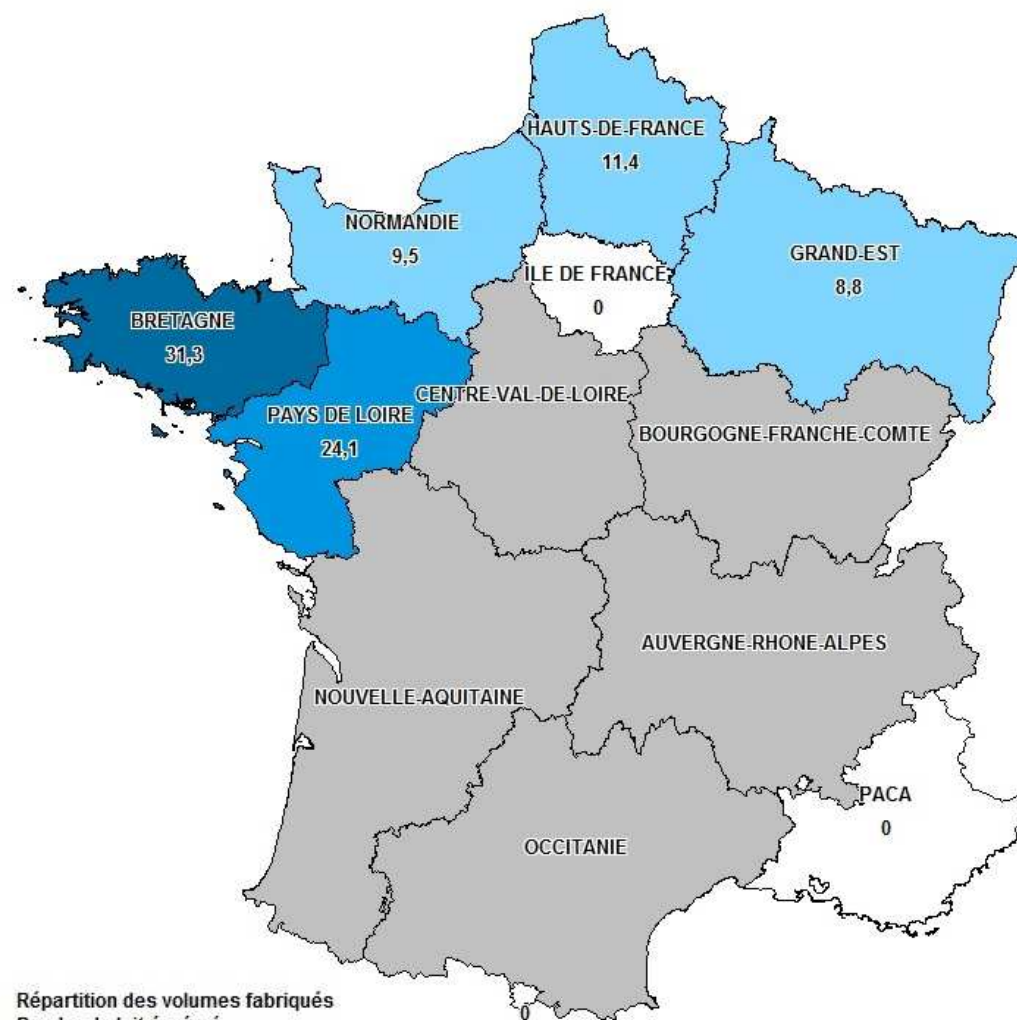 HAUTS-DE-FRANCE
11,4
NORMANDIE
9,5
GRAND-EST
8,8
ILE DE FRANCE
0
BRETAGNE
31,3
CENTRE-VAL-DE-LOIRE
PAYS DE LOIRE
24,1
BOURGOGNE-FRANCHE-COMTE
AUVERGNE-RHONE-ALPES
NOUVELLE-AQUITAINE
PACA
0
OCCITANIE
Répartition des volumes fabriqués
0